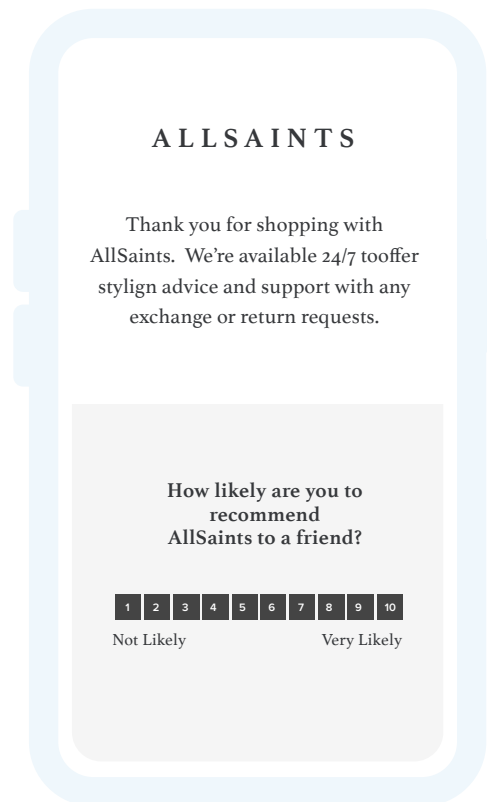 ALLSAINTS
Thank you for shopping with
AllSaints.  We’re available 24/7 tooffer
stylign advice and support with any
exchange or return requests.
How likely are you to
recommend
AllSaints to a friend?
1 2 3 4 5 6 7 8 9 10
Not Likely Very Likely